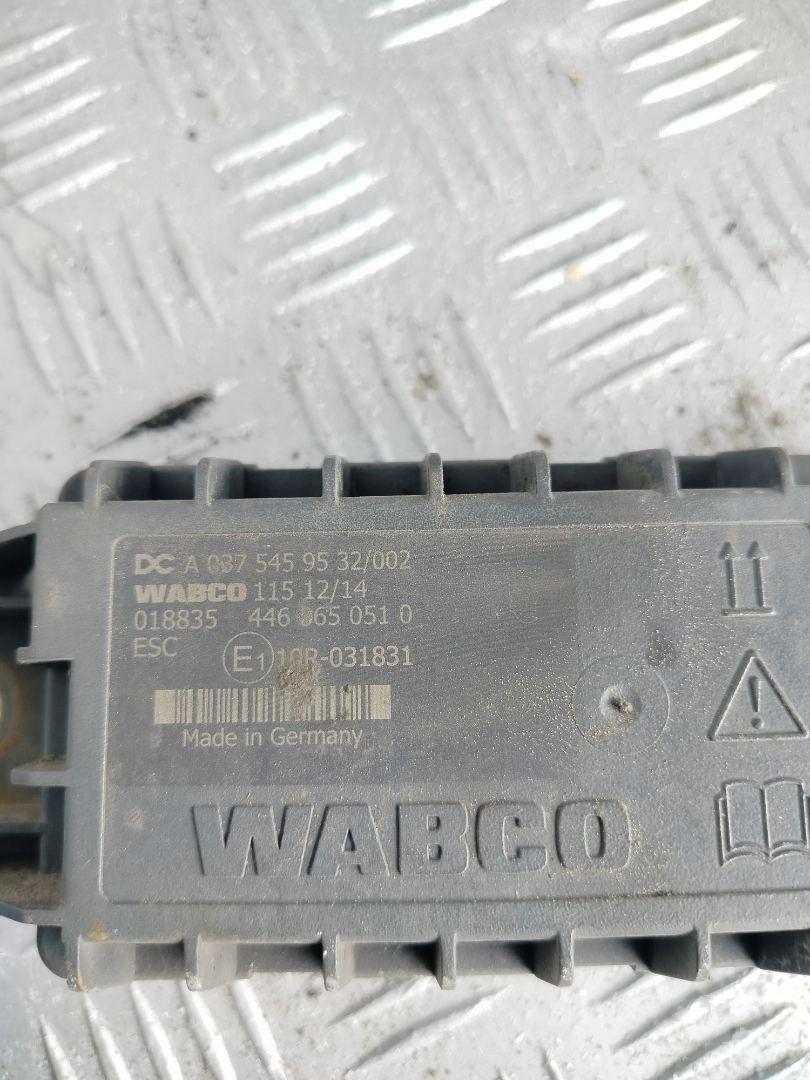 DC A 087 545 95 32/002
WABCO 115 12/14
018835 446 065 051 0
ESC E1 10R-031831
Made in Germany
WABCO